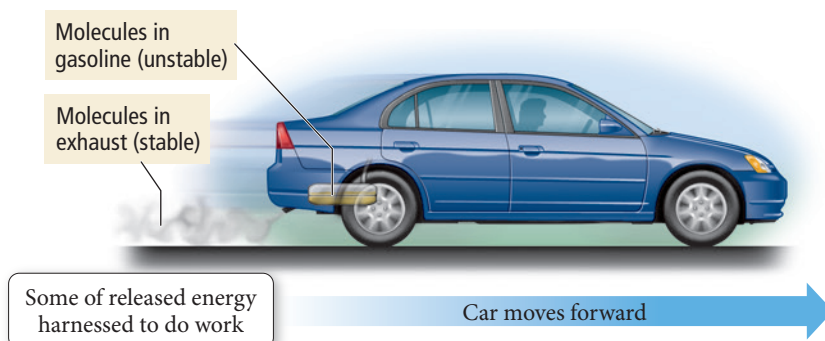 Molecules in
gasoline (unstable)
Molecules in
exhaust (stable)
Some of released energy
harnessed to do work
Car moves forward